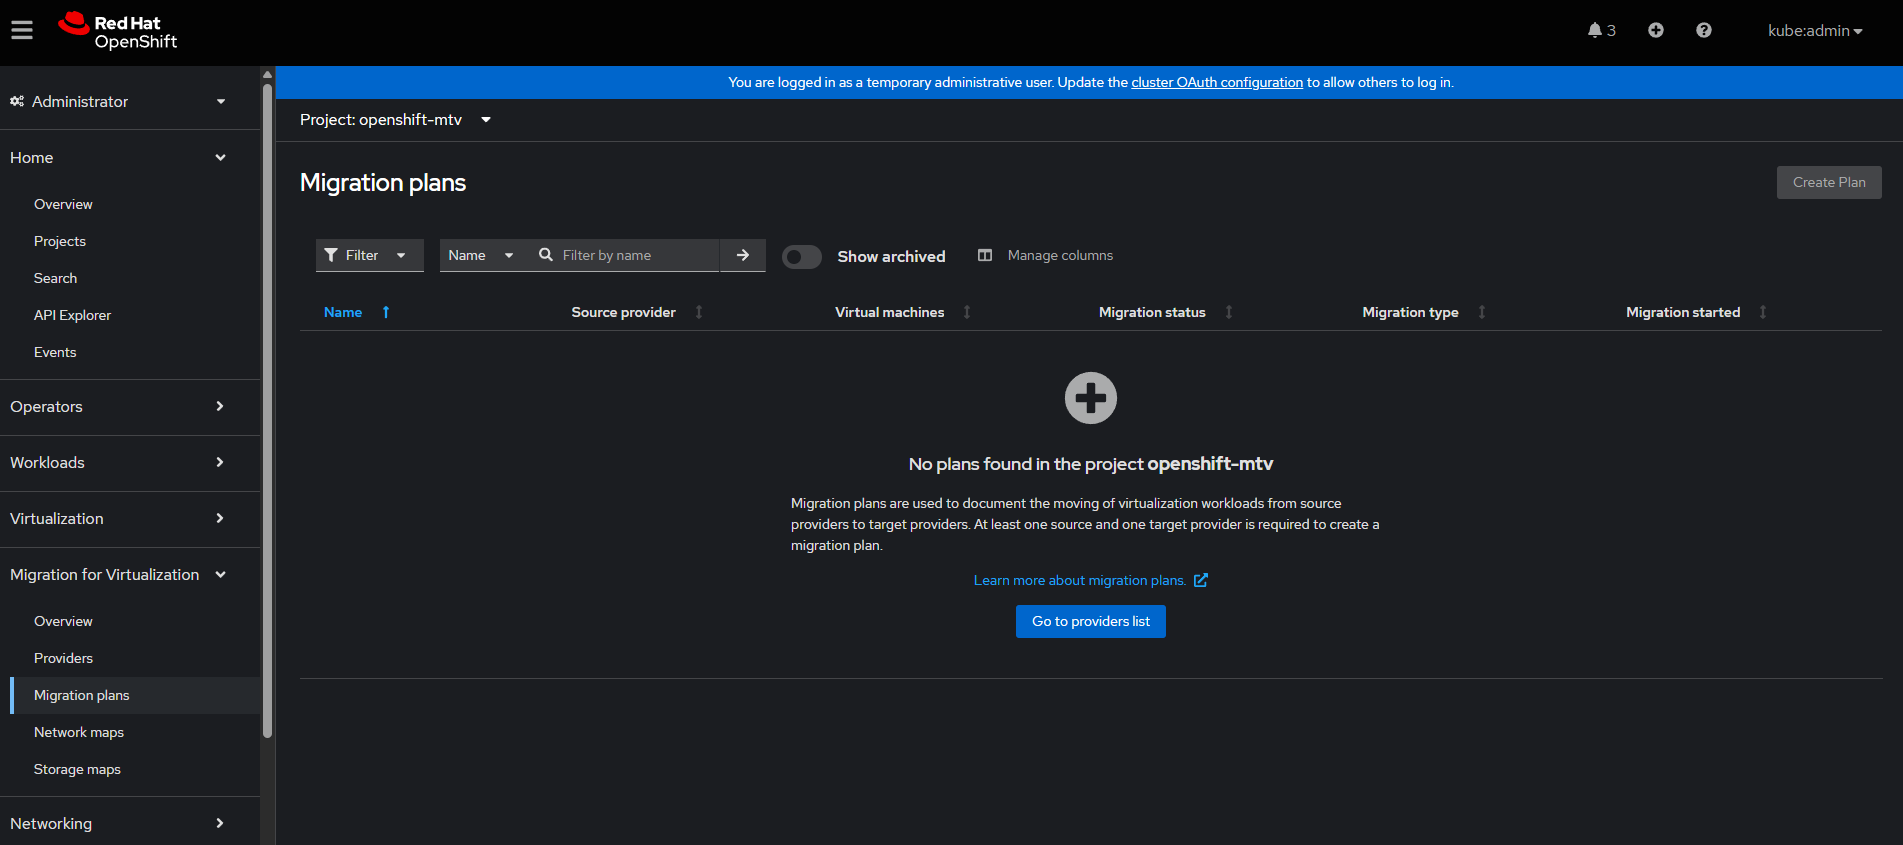 Red Hat
OpenShift
3
kube:admin
Administrator
Home
Overview
Projects
Search
API Explorer
Events
Operators
Workloads
Virtualization
Migration for Virtualization
Overview
Providers
Migration plans
Network maps
Storage maps
Networking
You are logged in as a temporary administrative user. Update the cluster OAuth configuration to allow others to log in.
Project: openshift-mtv
Migration plans
Create Plan
Filter
Name
Filter by name
Show archived
Manage columns
Name Source provider Virtual machines Migration status Migration type Migration started
No plans found in the project openshift-mtv
Migration plans are used to document the moving of virtualization workloads from source
providers to target providers. At least one source and one target provider is required to create a
migration plan.
Learn more about migration plans.
Go to providers list